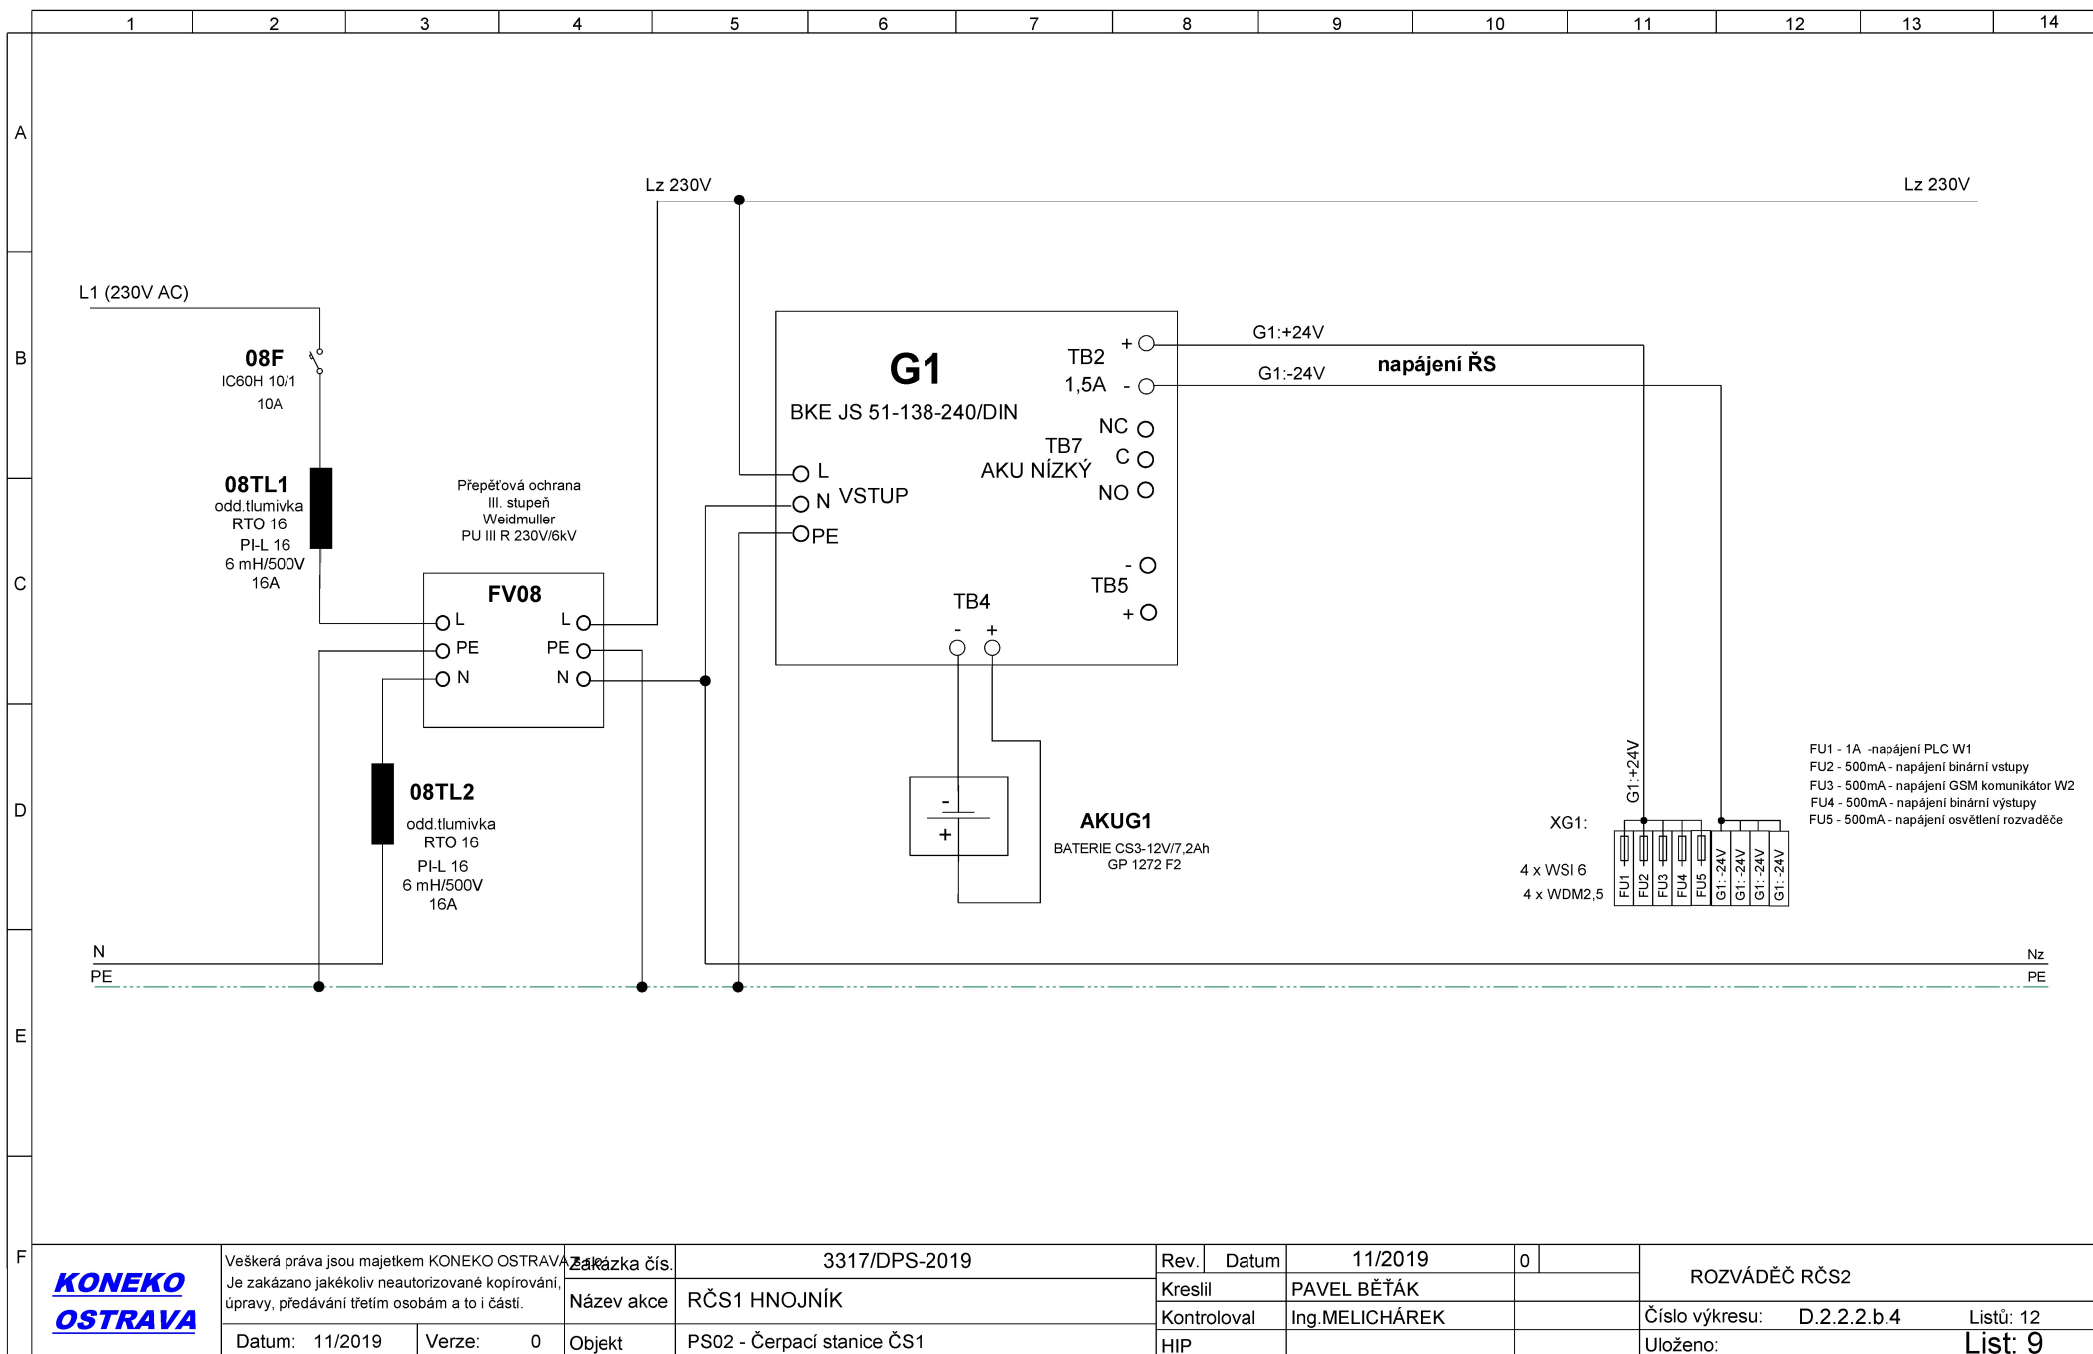 1 2 3 4 5 6 7 8 9 10 11 12 13 14
A
Lz 230V
Lz 230V
L1 (230V AC)
B
08F
IC60H 10/1
10A
G1
BKE JS 51-138-240/DIN
TB2
1,5A
+
-
G1:+24V
G1:-24V
napájení ŘS
NC
TB7
C
AKU NÍZKÝ
NO
L
N
VSTUP
PE
-
TB5
+
TB4
- +
C
08TL1
odd.tlumivka
RTO 16
PI-L 16
6 mH/500V
16A
Přepěťová ochrana
III. stupeň
Weidmuller
PU III R 230V/6kV
FV08
L L
PE PE
N N
D
08TL2
odd.tlumivka
RTO 16
PI-L 16
6 mH/500V
16A
-
+
AKUG1
BATERIE CS3-12V/7,2Ah
GP 1272 F2
G1:+24V
FU1 - 1A -napájení PLC W1
FU2 - 500mA - napájení binární vstupy
FU3 - 500mA - napájení GSM komunikátor W2
FU4 - 500mA - napájení binární výstupy
FU5 - 500mA - napájení osvětlení rozvaděče
XG1:
4 x WSI 6
4 x WDM2,5
FU1 FU2 FU3 FU4 FU5 G1: -24V G1: -24V G1: -24V G1: -24V
N
Nz
PE
PE
E
F
KONEKO
OSTRAVA
Veškerá práva jsou majetkem KONEKO OSTRAVA
Je zakázano jakékoliv neautorizované kopírování,
úpravy, předávání třetím osobám a to i částí.
Datum: 11/2019 Verze: 0
Zakázka čís. 3317/DPS-2019
Název akce RČS1 HNOJNÍK
Objekt PS02 - Čerpací stanice ČS1
Rev. Datum 11/2019 0
Kreslil PAVEL BĚŤÁK
Kontroloval Ing.MELICHÁREK
HIP
ROZVÁDĚČ RČS2
Číslo výkresu: D.2.2.2.b.4 Listů: 12
Uloženo: List: 9